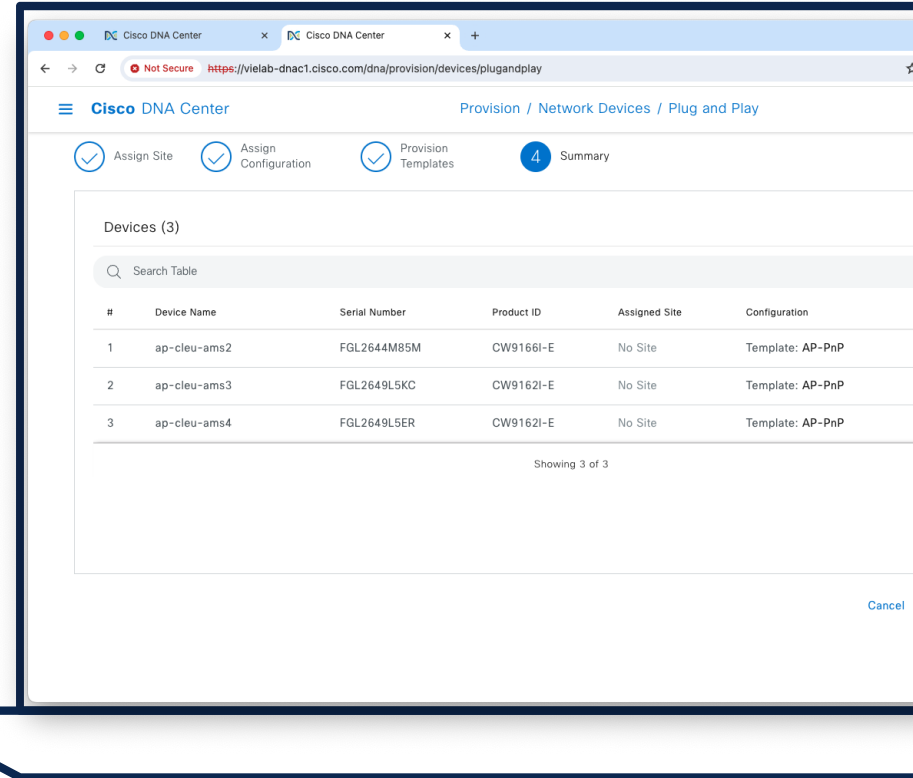 Cisco DNA Center × Cisco DNA Center × +
Not Secure https://vielab-dnac1.cisco.com/dna/provision/devices/plugandplay
Cisco DNA Center Provision / Network Devices / Plug and Play
Assign Site
Assign
Configuration
Provision
Templates
4 Summary
Devices (3)
Search Table
# Device Name Serial Number Product ID Assigned Site Configuration
1 ap-cleu-ams2 FGL2644M85M CW9166I-E No Site Template: AP-PnP
2 ap-cleu-ams3 FGL2649L5KC CW9162I-E No Site Template: AP-PnP
3 ap-cleu-ams4 FGL2649L5ER CW9162I-E No Site Template: AP-PnP
Showing 3 of 3
Cancel